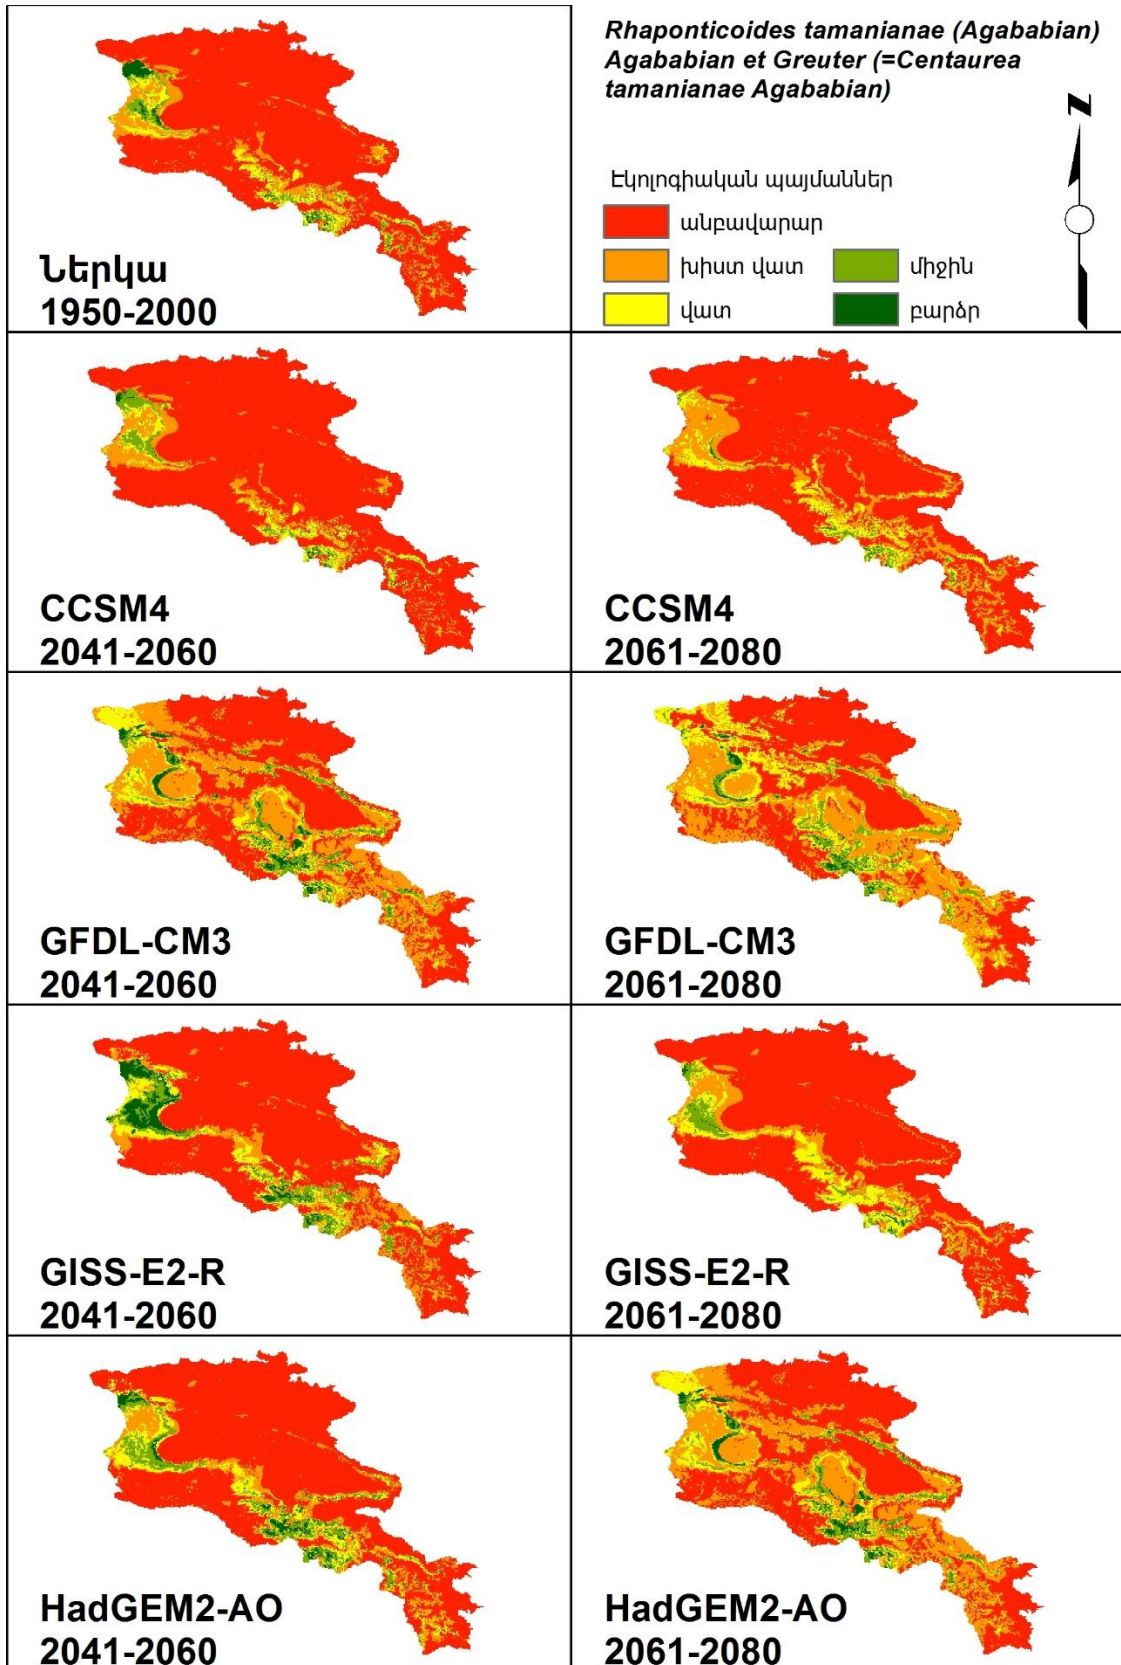 Rhaponticoides tamanianae (Agababian)
Agababian et Greuter (=Centaurea
tamanianae Agababian)
N
Էկոլոգիական պայմաններ
անբավարար
խիստ վատ
միջին
վատ
բարձր
Ներկա
1950-2000
CCSM4
2041-2060
CCSM4
2061-2080
GFDL-CM3
2041-2060
GFDL-CM3
2061-2080
GISS-E2-R
2041-2060
GISS-E2-R
2061-2080
HadGEM2-AO
2041-2060
HadGEM2-AO
2061-2080